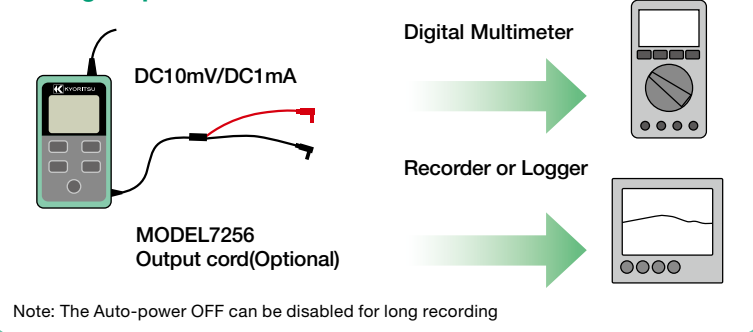 Digital Multimeter
DC10mV/DC1mA
KYORITSU
Recorder or Logger
MODEL7256
Output cord(Optional)
Note: The Auto-power OFF can be disabled for long recording